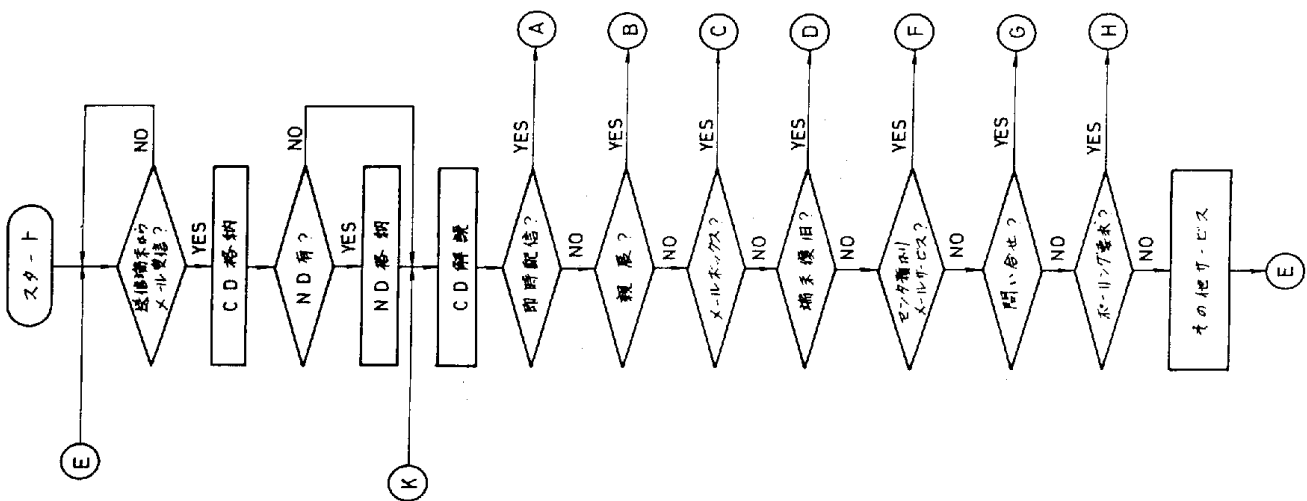 スタート
E
送信端末から
メール受信?
NO
YES
CD格納
ND有?
NO
YES
ND格納
K
CD解読
即時配信?
YES
A
NO
親展?
YES
B
NO
メールボックス?
YES
C
NO
端末復旧?
YES
D
NO
センタ預かり
メールサービス?
YES
F
NO
問い合せ?
YES
G
NO
ポーリング要求?
YES
H
NO
その他サービス
E